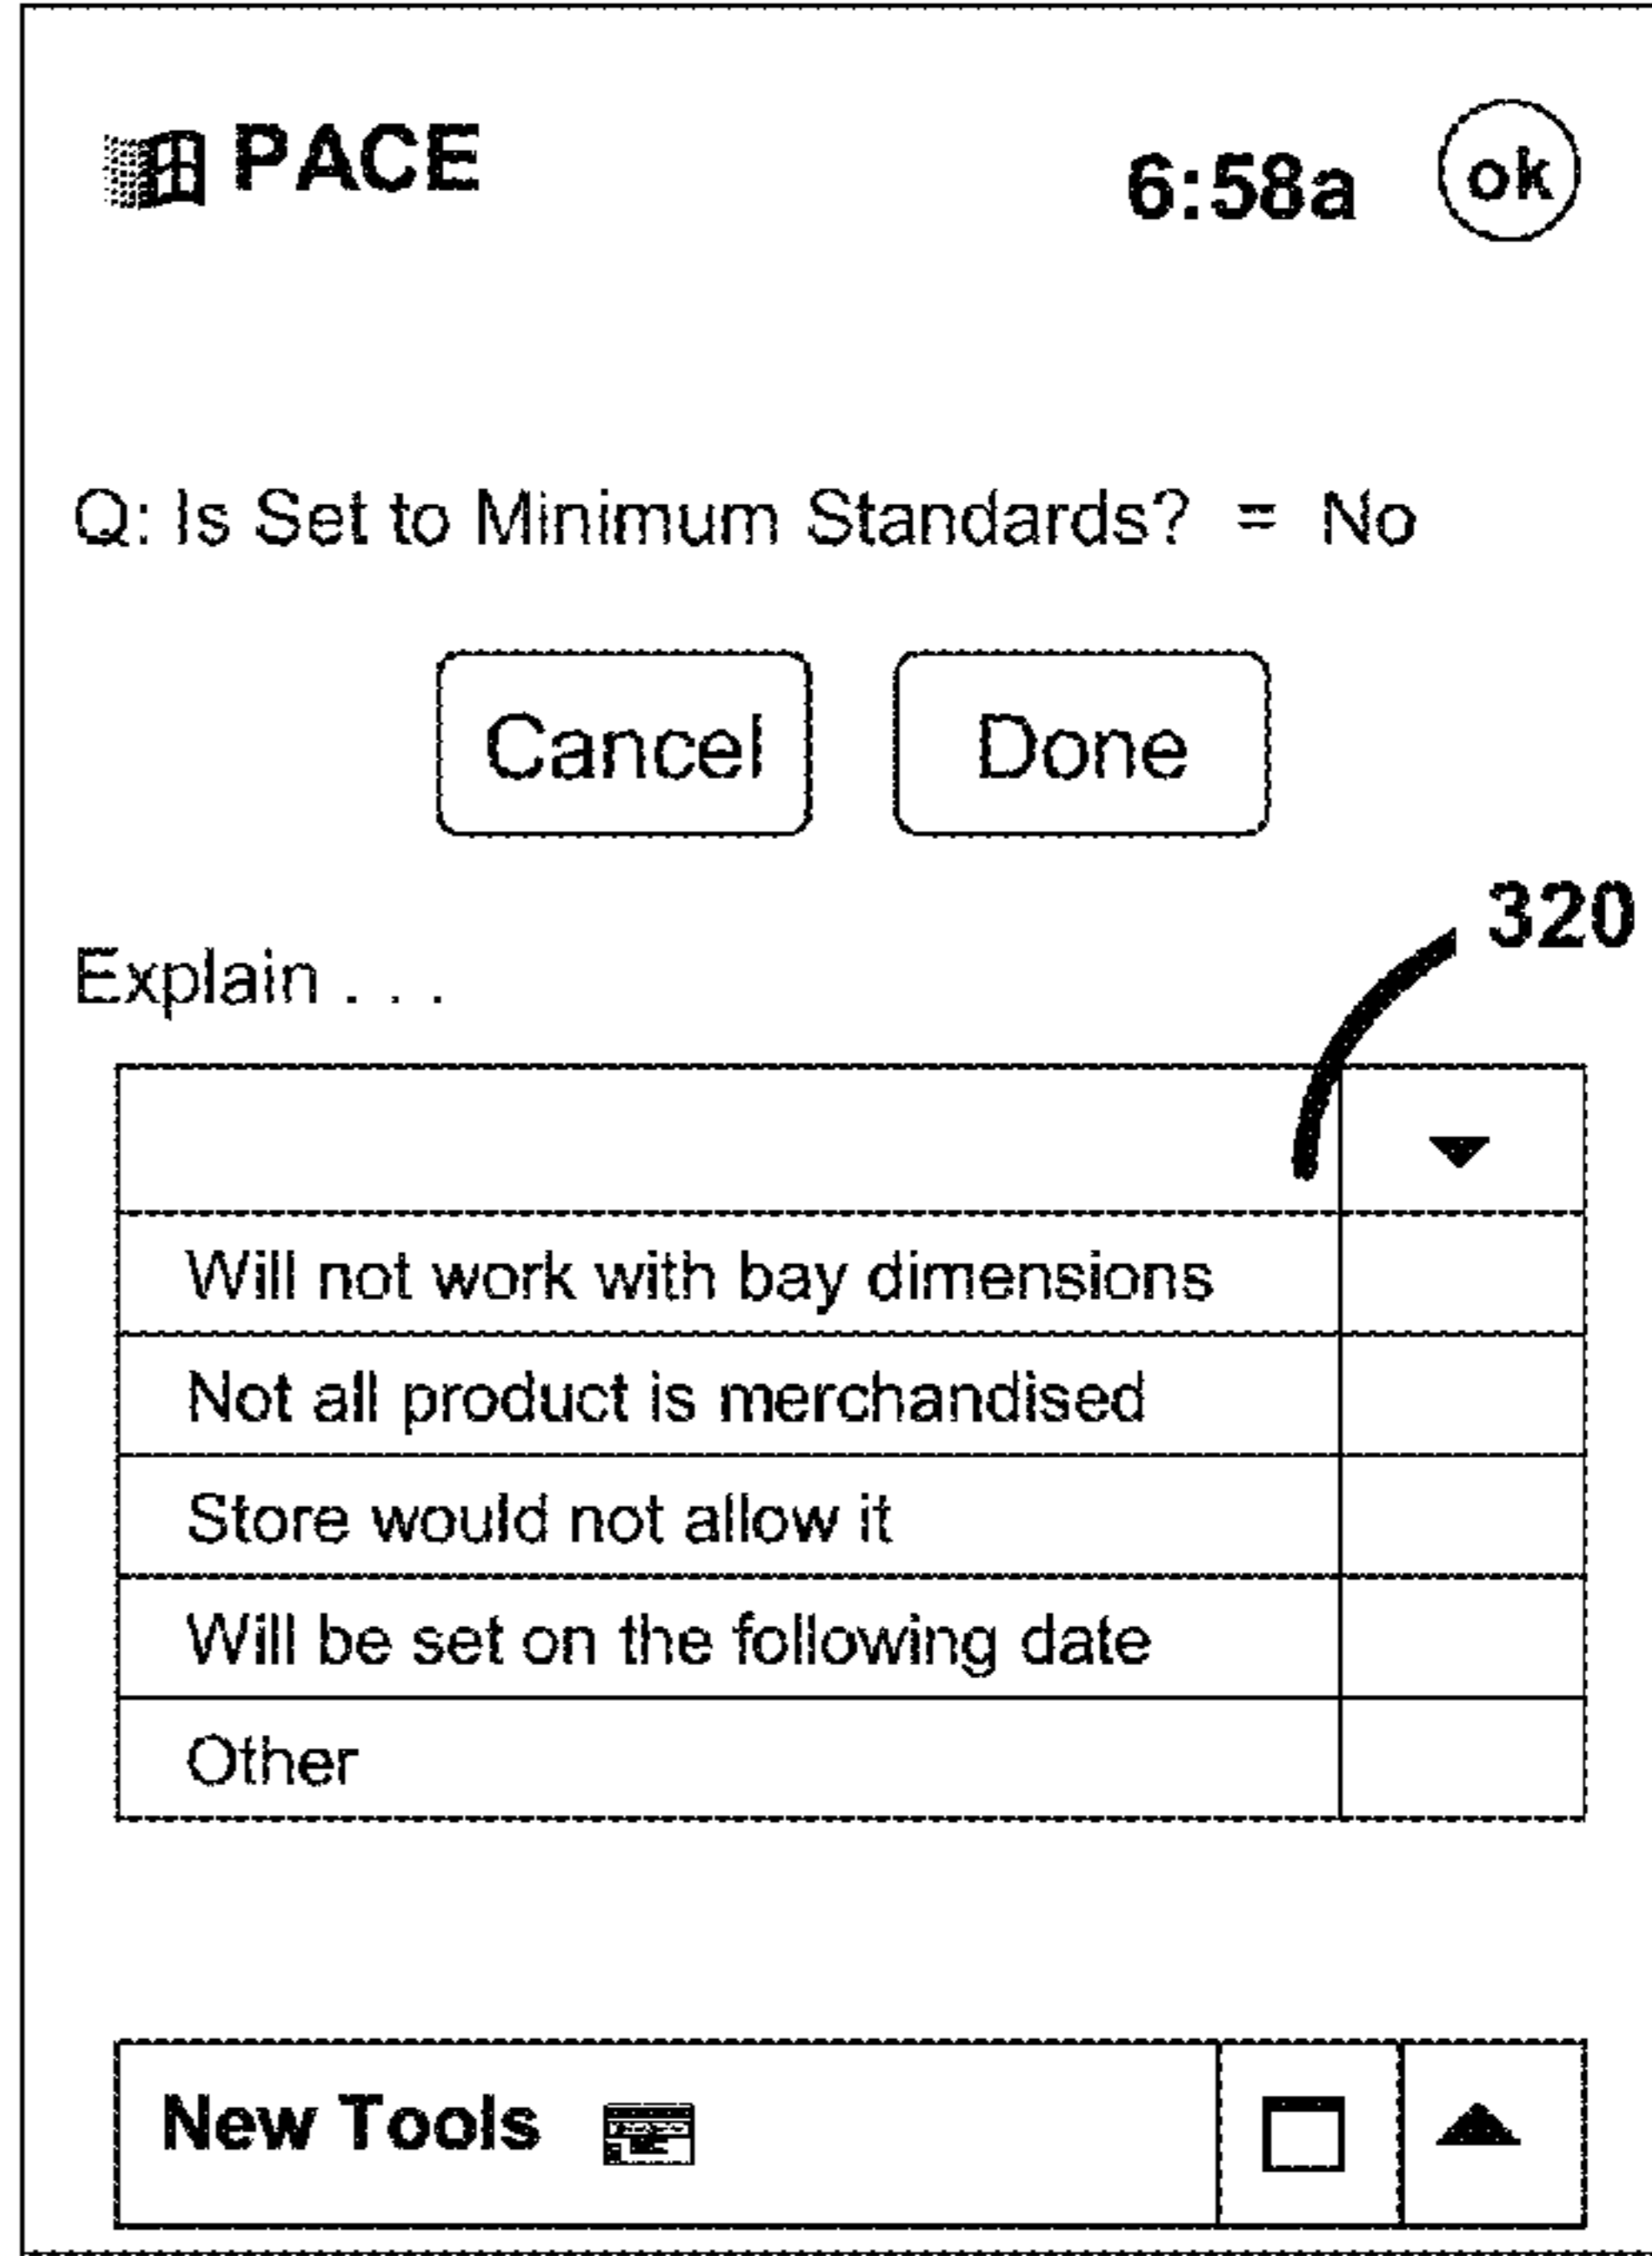 PACE 6:58a ok
Q: Is Set to Minimum Standards? = No
Cancel Done
320
Explain . . .
Will not work with bay dimensions
Not all product is merchandised
Store would not allow it
Will be set on the following date
Other
New Tools